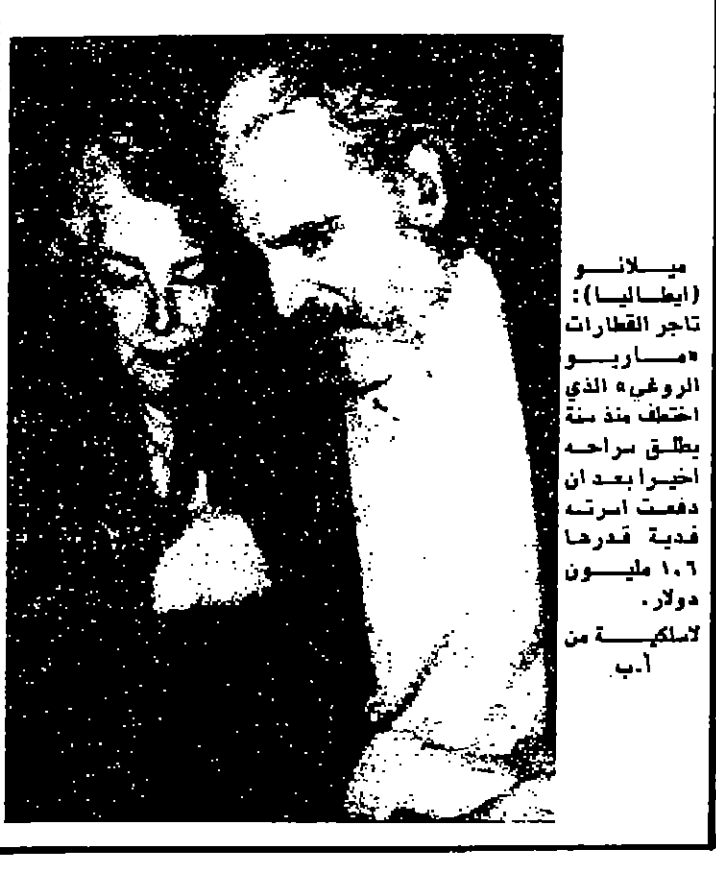 ميلانو
(ايطاليا):
تاجر القطارات
«ماريو
الروغي» الذي
اختطف منذ سنة
يطلق سراحه
اخيرا بعد ان
دفعت اسرته
فدية قدرها
١.٦ مليون
دولار.
لاسلكية من
أ.ب